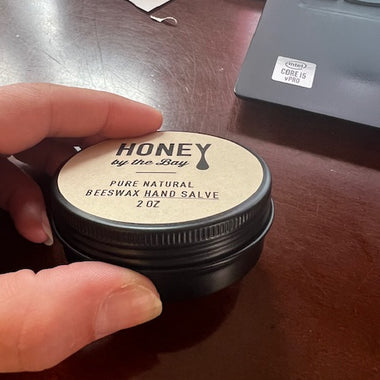 HONEY
by the Bay
PURE NATURAL
BEESWAX HAND SALVE
2 OZ
intel
CORE i5
vPRO